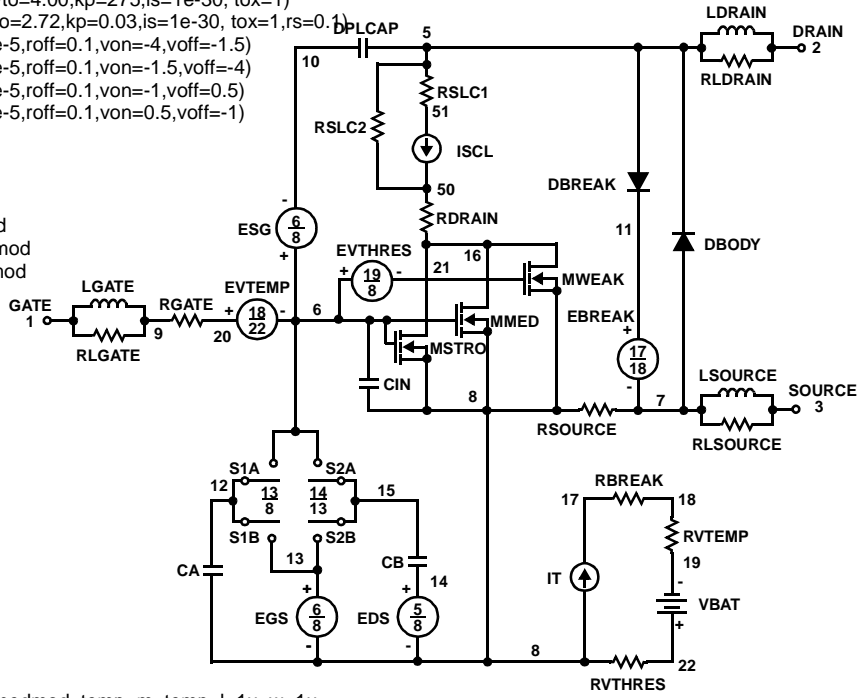 to=4.00,kp=275,is=1e-30, tox=1)
o=2.72,kp=0.03,is=1e-30, tox=1,rs=0.1)
e-5,roff=0.1,von=-4,voff=-1.5)
e-5,roff=0.1,von=-1.5,voff=-4)
e-5,roff=0.1,von=-1,voff=0.5)
e-5,roff=0.1,von=0.5,voff=-1)
d
mod
mod
DPLCAP
5
10
LDRAIN
DRAIN
2
RLDRAIN
RSLC1
51
RSLC2
ISCL
50
DBREAK
RDRAIN
11
DBODY
-
ESG
6
8
+
EVTHRES
+
19
8
-
21
16
MWEAK
LGATE
GATE
1
RLGATE
9
RGATE
20
EVTEMP
+
18
22
-
6
MMED
MSTRO
EBREAK
+
17
18
-
CIN
8
LSOURCE
SOURCE
3
7
RSOURCE
RLSOURCE
S1A
S2A
12
13
8
14
13
15
S1B
S2B
13
CA
CB
14
+
EGS
6
8
-
+
EDS
5
8
-
RBREAK
17
18
RVTEMP
19
IT
-
VBAT
+
8
22
RVTHRES